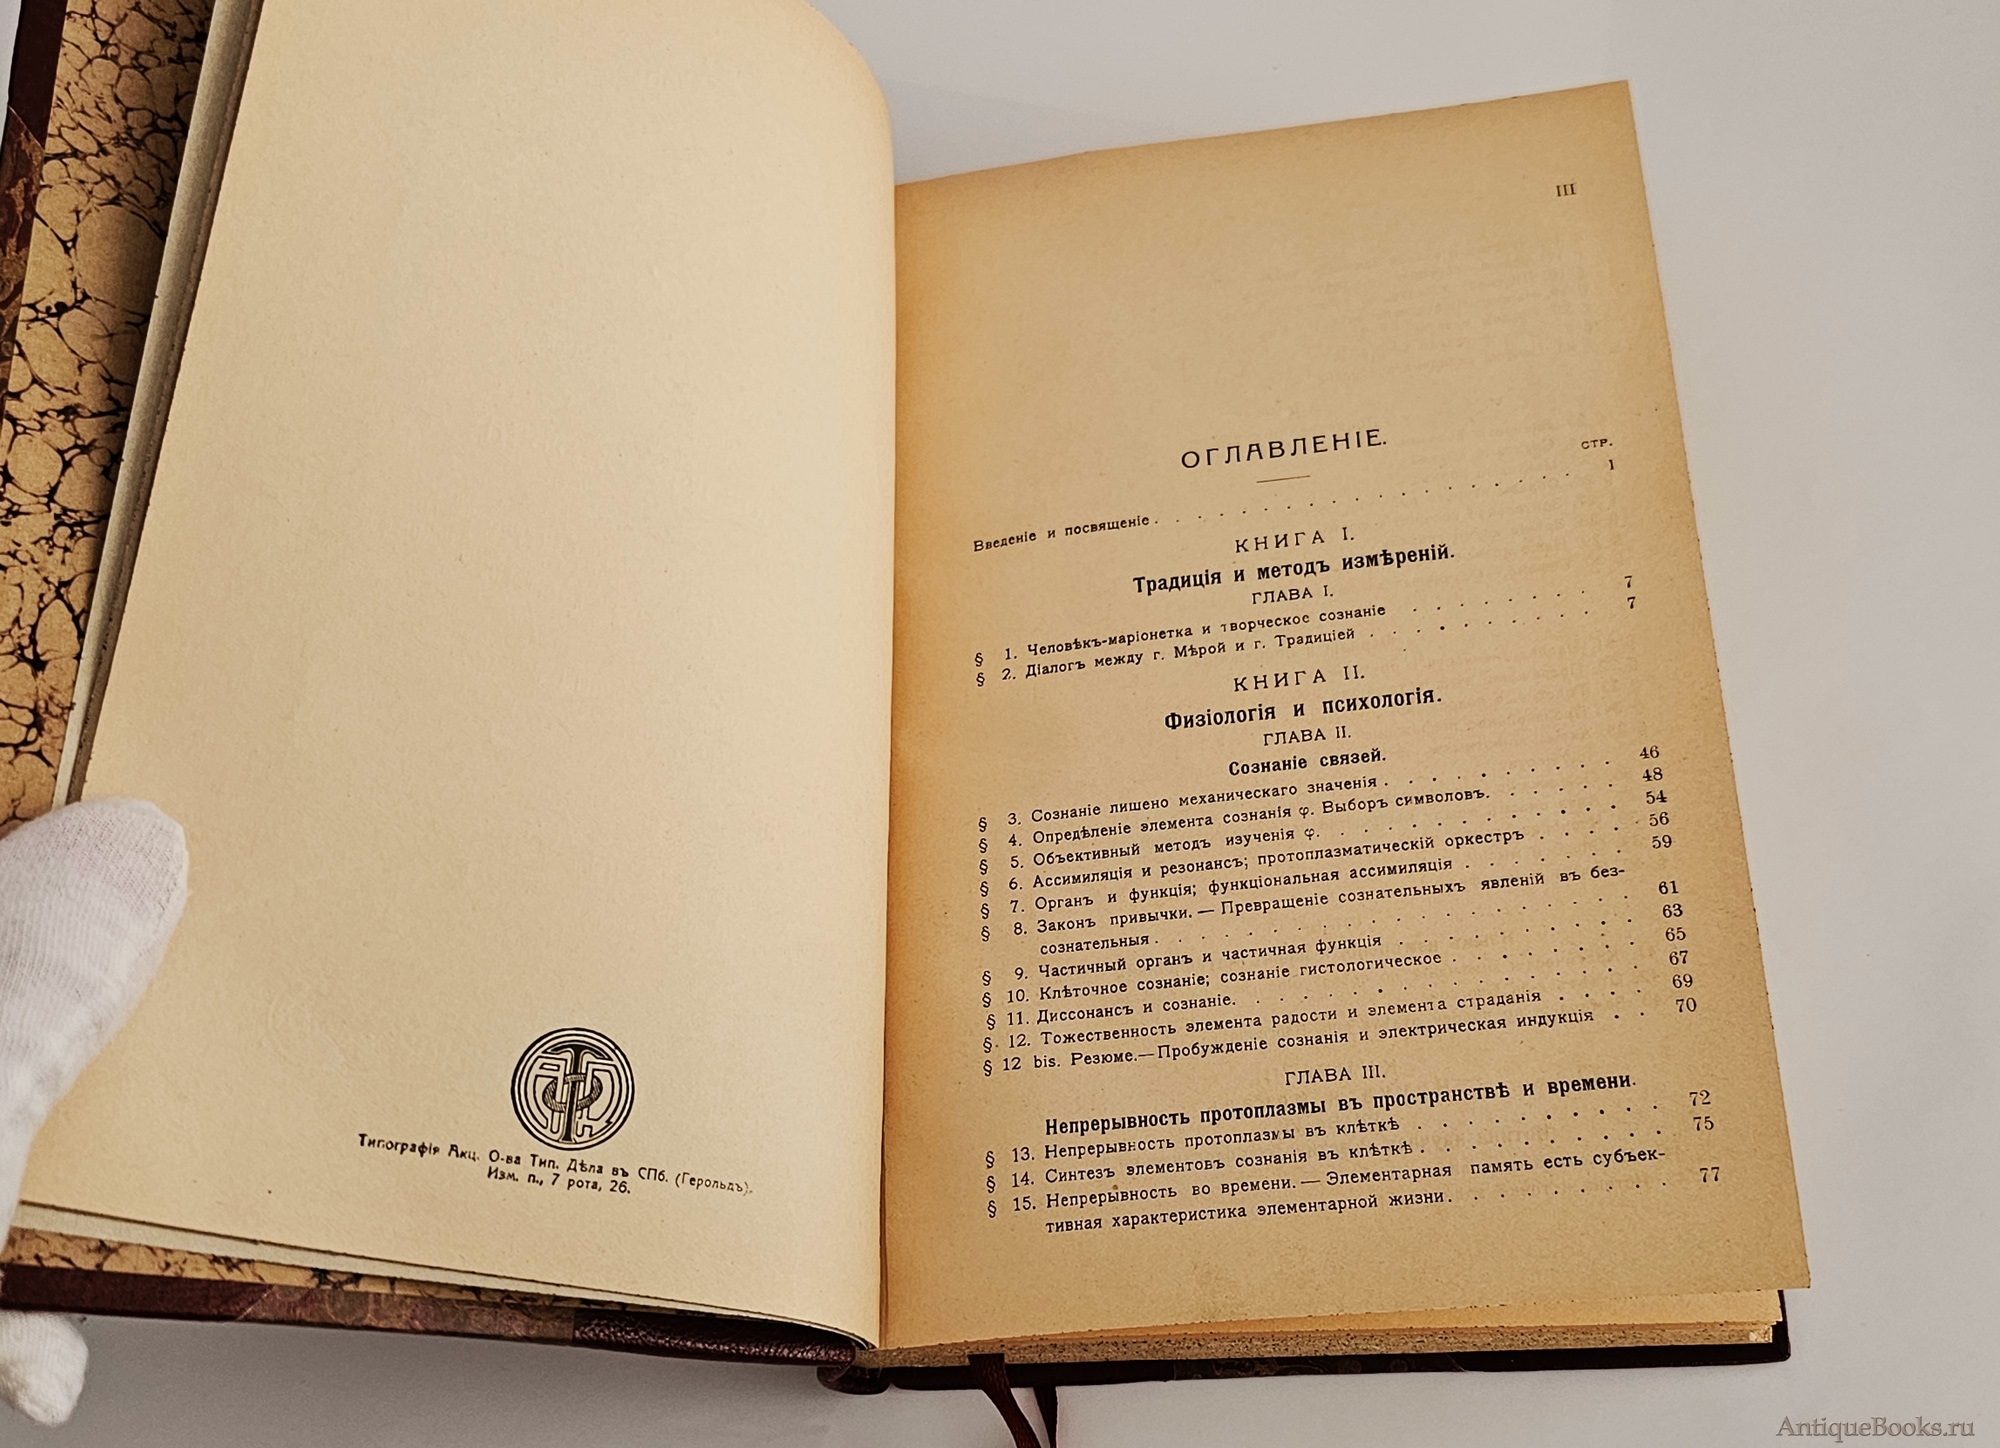 Типографія Акц. О-ва Тип. Дѣла въ СПб. (Герольдъ).
Изм. п., 7 рота, 26.
III
ОГЛАВЛЕНІЕ.
СТР.
Введеніе и посвященіе . . . . . . . . . . . . . . . . . . 1
КНИГА I.
Традиція и методъ измѣреній.
ГЛАВА I.
§ 1. Человѣкъ-маріонетка и творческое сознаніе . . . . . . . . 7
§ 2. Діалогъ между г. Мѣрой и г. Традиціей . . . . . . . . . 7
КНИГА II.
Физіологія и психологія.
ГЛАВА II.
Сознаніе связей.
§ 3. Сознаніе лишено механическаго значенія . . . . . . . . . 46
§ 4. Опредѣленіе элемента сознанія φ. Выборъ символовъ. . . . . . 48
§ 5. Объективный методъ изученія φ. . . . . . . . . . . . 54
§ 6. Ассимиляція и резонансъ; протоплазматическій оркестръ . . . . 56
§ 7. Органъ и функція; функціональная ассимиляція . . . . . . 59
§ 8. Законъ привычки. — Превращеніе сознательныхъ явленій въ без-
сознательныя . . . . . . . . . . . . . . . . . 61
§ 9. Частичный органъ и частичная функція . . . . . . . . . 63
§ 10. Клѣточное сознаніе; сознаніе гистологическое . . . . . . . 65
§ 11. Диссонансъ и сознаніе. . . . . . . . . . . . . . . 67
§ 12. Тожественность элемента радости и элемента страданія . . . . 69
§ 12 bis. Резюме.—Пробужденіе сознанія и электрическая индукція . . 70
ГЛАВА III.
Непрерывность протоплазмы въ пространствѣ и времени.
§ 13. Непрерывность протоплазмы въ клѣткѣ . . . . . . . . . 72
§ 14. Синтезъ элементовъ сознанія въ клѣткѣ . . . . . . . . . 75
§ 15. Непрерывность во времени. — Элементарная память есть субъек-
тивная характеристика элементарной жизни . . . . . . . 77
AntiqueBooks.ru